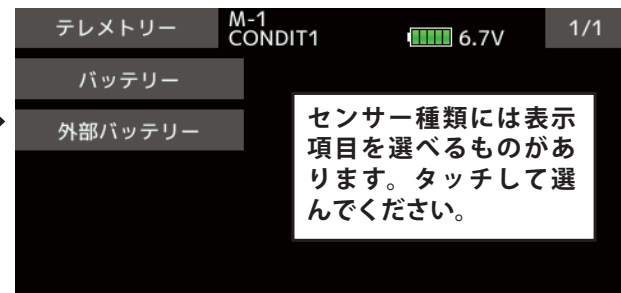 テレメトリー
M-1
CONDIT1
6.7V
1/1
バッテリー
外部バッテリー
センサー種類には表示
項目を選べるものがあ
ります。タッチして選
んでください。